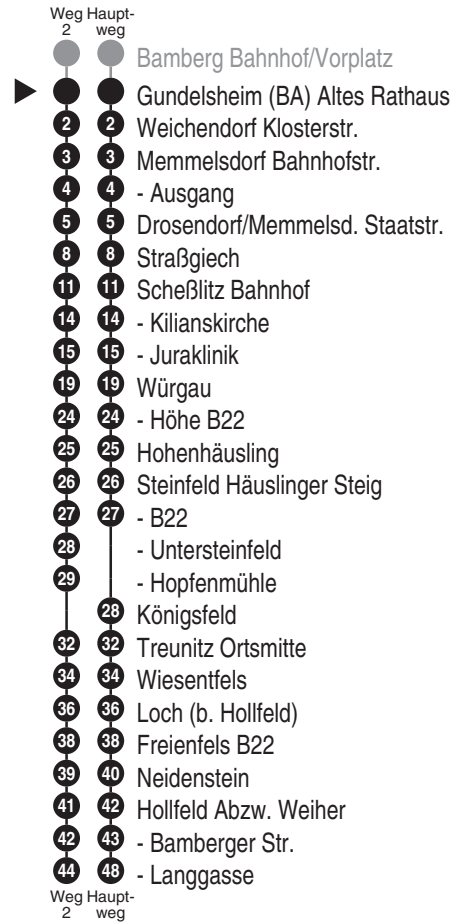 Weg Haupt-
2 weg
Bamberg Bahnhof/Vorplatz
Gundelsheim (BA) Altes Rathaus
2 2 Weichendorf Klosterstr.
3 3 Memmelsdorf Bahnhofstr.
4 4 - Ausgang
5 5 Drosendorf/Memmelsd. Staatstr.
8 8 Straßgiech
11 11 Scheßlitz Bahnhof
14 14 - Kilianskirche
15 15 - Juraklinik
19 19 Würgau
24 24 - Höhe B22
25 25 Hohenhäusling
26 26 Steinfeld Häuslinger Steig
27 27 - B22
28 - Untersteinfeld
29 - Hopfenmühle
28 Königsfeld
32 32 Treunitz Ortsmitte
34 34 Wiesentfels
36 36 Loch (b. Hollfeld)
38 38 Freienfels B22
39 40 Neidenstein
41 42 Hollfeld Abzw. Weiher
42 43 - Bamberger Str.
44 48 - Langgasse
Weg Haupt-
2 weg